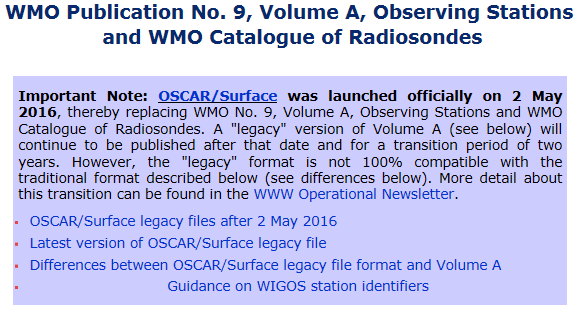 WMO Publication No. 9, Volume A, Observing Stations
and WMO Catalogue of Radiosondes
Important Note: OSCAR/Surface was launched officially on 2 May
2016, thereby replacing WMO No. 9, Volume A, Observing Stations and WMO
Catalogue of Radiosondes. A "legacy" version of Volume A (see below) will
continue to be published after that date and for a transition period of two
years. However, the "legacy" format is not 100% compatible with the
traditional format described below (see differences below). More detail about
this transition can be found in the WWW Operational Newsletter.
OSCAR/Surface legacy files after 2 May 2016
Latest version of OSCAR/Surface legacy file
Differences between OSCAR/Surface legacy file format and Volume A
Guidance on WIGOS station identifiers